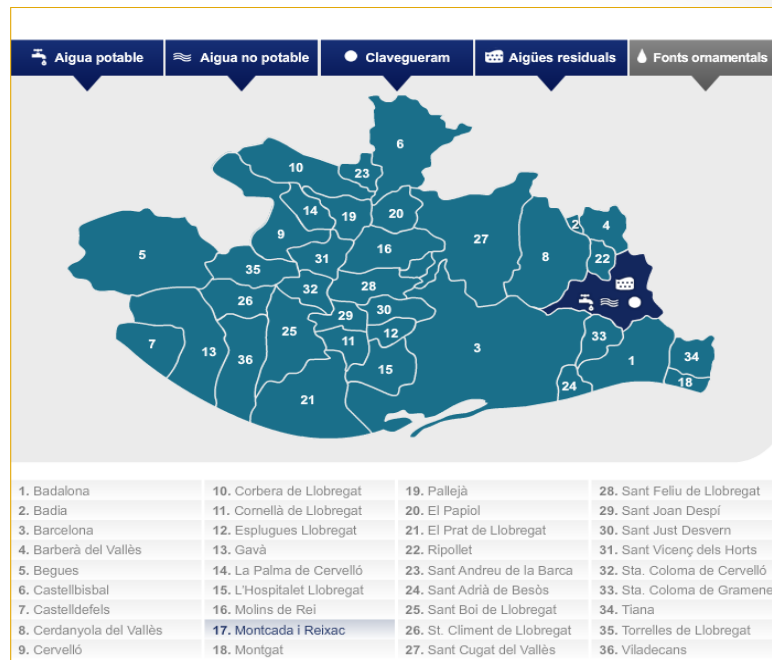 Aigua potable
Aigua no potable
Clavegueram
Aigües residuals
Fonts ornamentals
6
10
23
14
19
20
9
27
2
4
5
31
16
8
22
35
32
28
26
29
30
25
12
7
13
36
11
3
33
15
1
34
21
24
18
1. Badalona
2. Badia
3. Barcelona
4. Barberà del Vallès
5. Begues
6. Castellbisbal
7. Castelldefels
8. Cerdanyola del Vallès
9. Cervelló
10. Corbera de Llobregat
11. Cornellà de Llobregat
12. Esplugues Llobregat
13. Gavà
14. La Palma de Cervelló
15. L'Hospitalet Llobregat
16. Molins de Rei
17. Montcada i Reixac
18. Montgat
19. Pallejà
20. El Papiol
21. El Prat de Llobregat
22. Ripollet
23. Sant Andreu de la Barca
24. Sant Adrià de Besòs
25. Sant Boi de Llobregat
26. St. Climent de Llobregat
27. Sant Cugat del Vallès
28. Sant Feliu de Llobregat
29. Sant Joan Despí
30. Sant Just Desvern
31. Sant Vicenç dels Horts
32. Sta. Coloma de Cervelló
33. Sta. Coloma de Gramene
34. Tiana
35. Torrelles de Llobregat
36. Viladecans